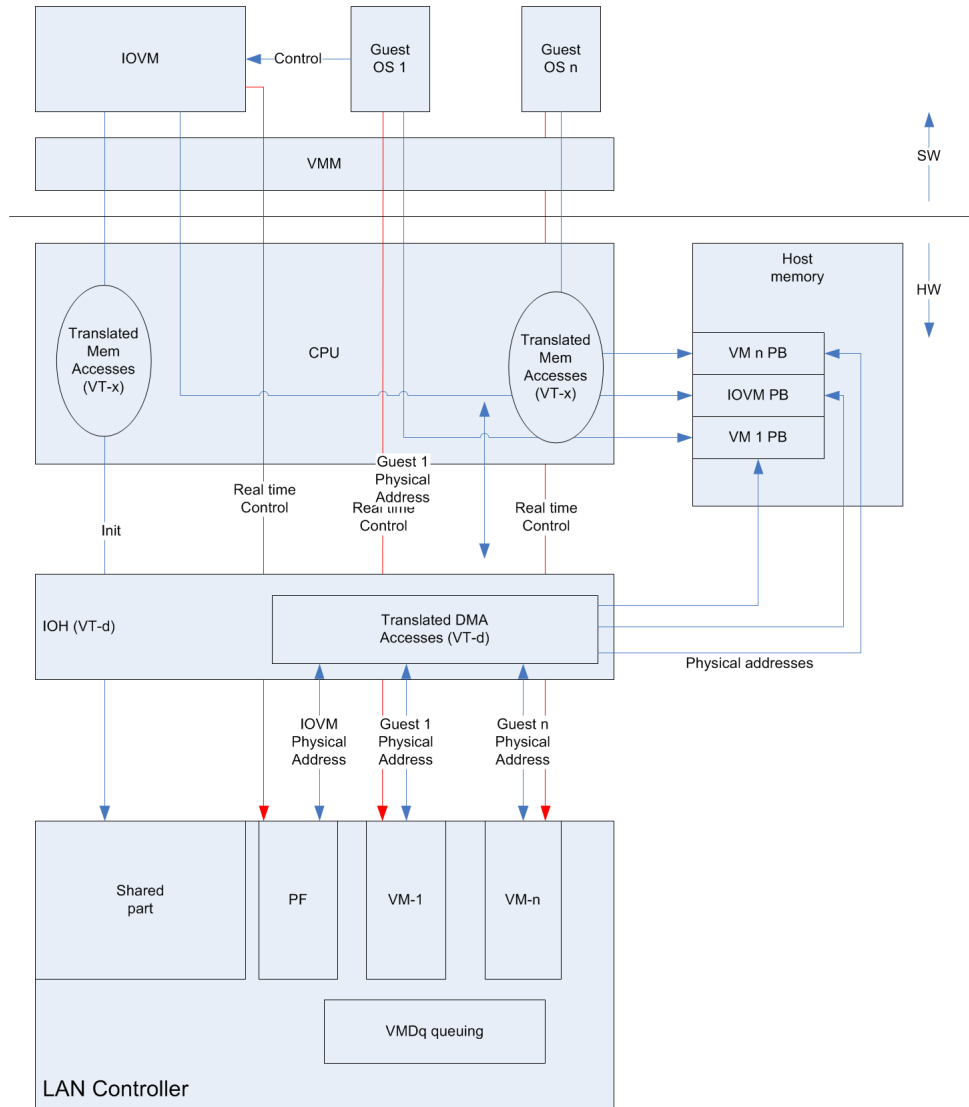 IOVM
Control
Guest
OS 1
Guest
OS n
VMM
SW
HW
Host
memory
Translated
Mem
Accesses
(VT-x)
CPU
Translated
Mem
Accesses
(VT-x)
VM n PB
IOVM PB
VM 1 PB
Init
Real time
Control
Guest 1
Physical
Address
Real time
Control
Real time
Control
IOH (VT-d)
Translated DMA
Accesses (VT-d)
Physical addresses
IOVM
Physical
Address
Guest 1
Physical
Address
Guest n
Physical
Address
Shared
part
PF
VM-1
VM-n
VMDq queuing
LAN Controller